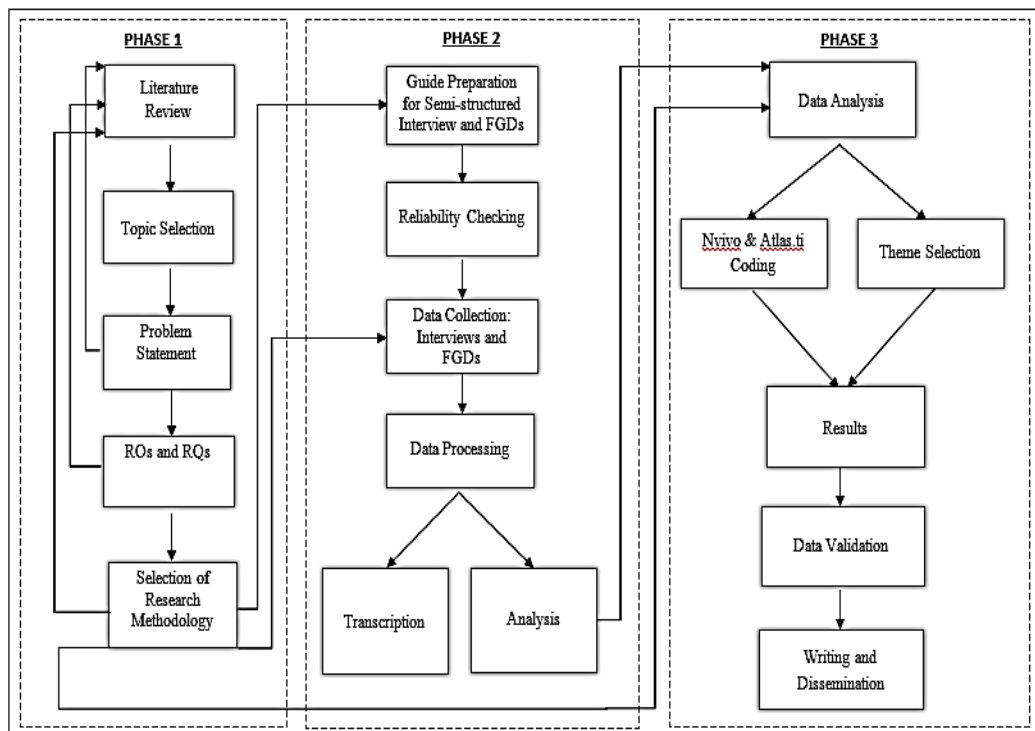 PHASE 1
Literature
Review
Topic Selection
Problem
Statement
ROs and RQs
Selection of
Research
Methodology
PHASE 2
Guide Preparation
for Semi-structured
Interview and FGDs
Reliability Checking
Data Collection:
Interviews and
FGDs
Data Processing
Transcription
Analysis
PHASE 3
Data Analysis
Nvivo & Atlas.ti
Coding
Theme Selection
Results
Data Validation
Writing and
Dissemination